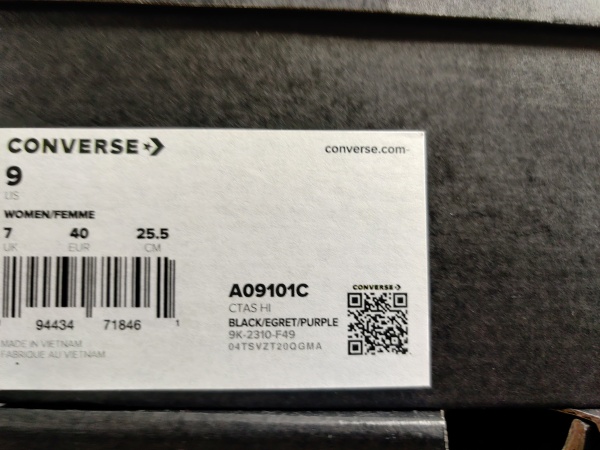 CONVERSE
converse.com
9
US
WOMEN/FEMME
7 40 25.5
UK EUR CM
94434 71846 1
MADE IN VIETNAM
FABRIQUÉ AU VIETNAM
A09101C
CTAS HI
BLACK/EGRET/PURPLE
9K-2310-F49
04TSVZT20QGMA
CONVERSE